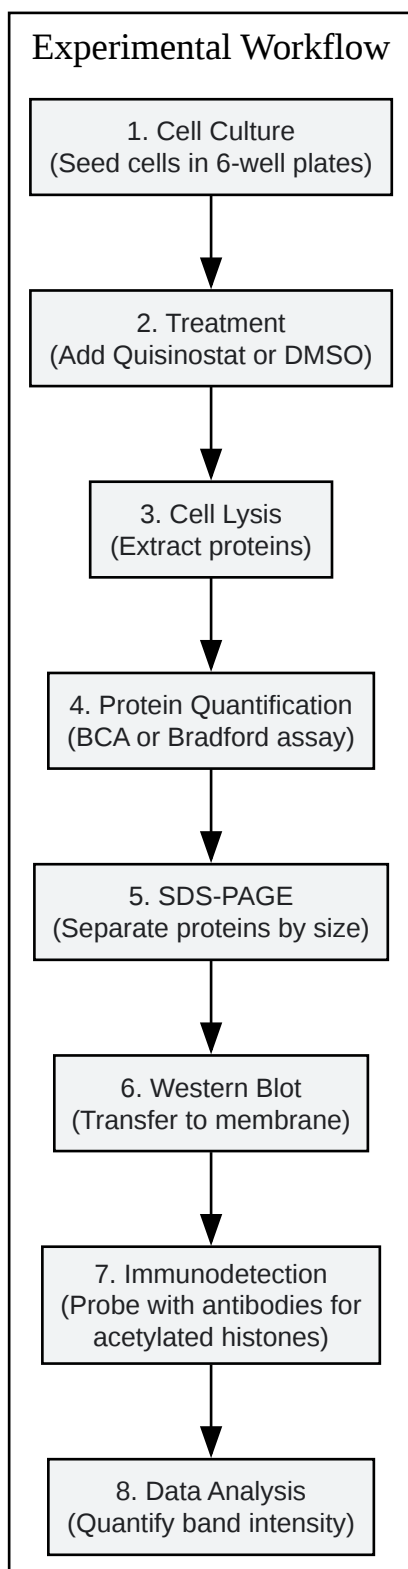 Experimental Workflow
1. Cell Culture
(Seed cells in 6-well plates)
2. Treatment
(Add Quisinostat or DMSO)
3. Cell Lysis
(Extract proteins)
4. Protein Quantification
(BCA or Bradford assay)
5. SDS-PAGE
(Separate proteins by size)
6. Western Blot
(Transfer to membrane)
7. Immunodetection
(Probe with antibodies for
acetylated histones)
8. Data Analysis
(Quantify band intensity)